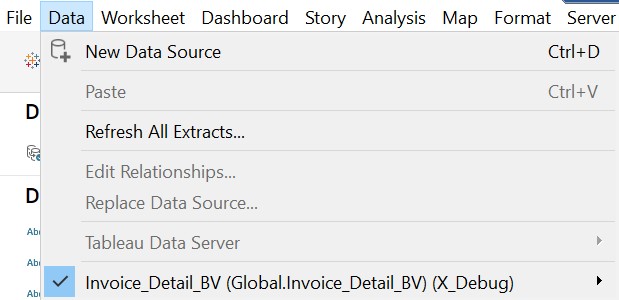 File Data Worksheet Dashboard Story Analysis Map Format Server
New Data Source Ctrl+D
Paste Ctrl+V
D
Refresh All Extracts...
Edit Relationships...
D
Replace Data Source...
Abc
Tableau Data Server
Abc
Invoice_Detail_BV (Global.Invoice_Detail_BV) (X_Debug)